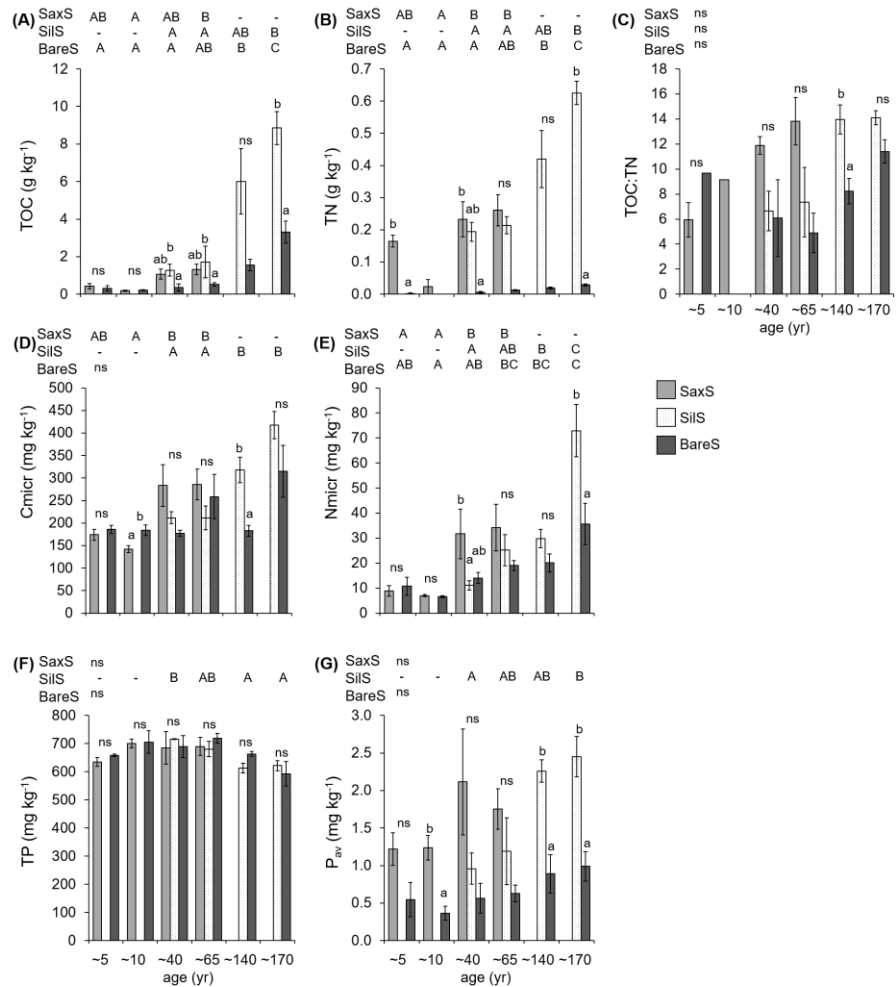 (A) SaxS AB A AB B - -
SilS - - A A AB B
BareS A A A AB B C
12
10
8
6
4
2
0
TOC (g kg⁻¹)
ns ns ab b a ab b a ns b a
(B) SaxS AB A B B - -
SilS - - A A AB B
BareS A A A AB B C
0.7
0.6
0.5
0.4
0.3
0.2
0.1
0.0
TN (g kg⁻¹)
b a b ab a ns ns b a
(C) SaxS ns
SilS ns
BareS ns
18
16
14
12
10
8
6
4
2
0
TOC:TN
ns ns ns b a ns
~5 ~10 ~40 ~65 ~140 ~170
age (yr)
(D) SaxS AB A B B - -
SilS - - A A B B
BareS ns
500
450
400
350
300
250
200
150
100
50
0
Cmicr (mg kg⁻¹)
ns a b ns ns b a ns
(E) SaxS A A B B - -
SilS - - A AB B C
BareS AB A AB BC BC C
90
80
70
60
50
40
30
20
10
0
Nmicr (mg kg⁻¹)
ns ns b a ab ns ns b a
SaxS
SilS
BareS
(F) SaxS ns
SilS - - B AB A A
BareS ns
800
700
600
500
400
300
200
100
0
TP (mg kg⁻¹)
ns ns ns ns ns ns
~5 ~10 ~40 ~65 ~140 ~170
age (yr)
(G) SaxS ns
SilS - - A AB AB B
BareS ns
3.0
2.5
2.0
1.5
1.0
0.5
0.0
Pav (mg kg⁻¹)
ns b a ns ns b a b a
~5 ~10 ~40 ~65 ~140 ~170
age (yr)